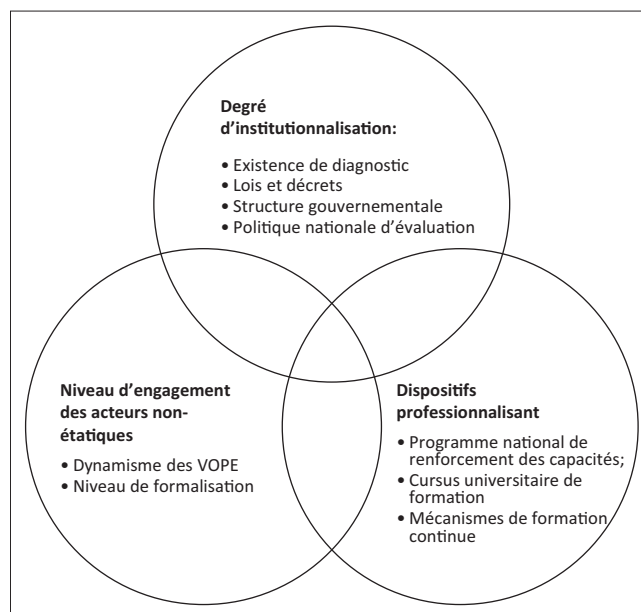 Degré
d’institutionnalisation:
• Existence de diagnostic
• Lois et décrets
• Structure gouvernementale
• Politique nationale d’évaluation
Niveau d’engagement
des acteurs non-
étatiques
• Dynamisme des VOPE
• Niveau de formalisation
Dispositifs
professionnalisant
• Programme national de
renforcement des capacités;
• Cursus universitaire de
formation
• Mécanismes de formation
continue